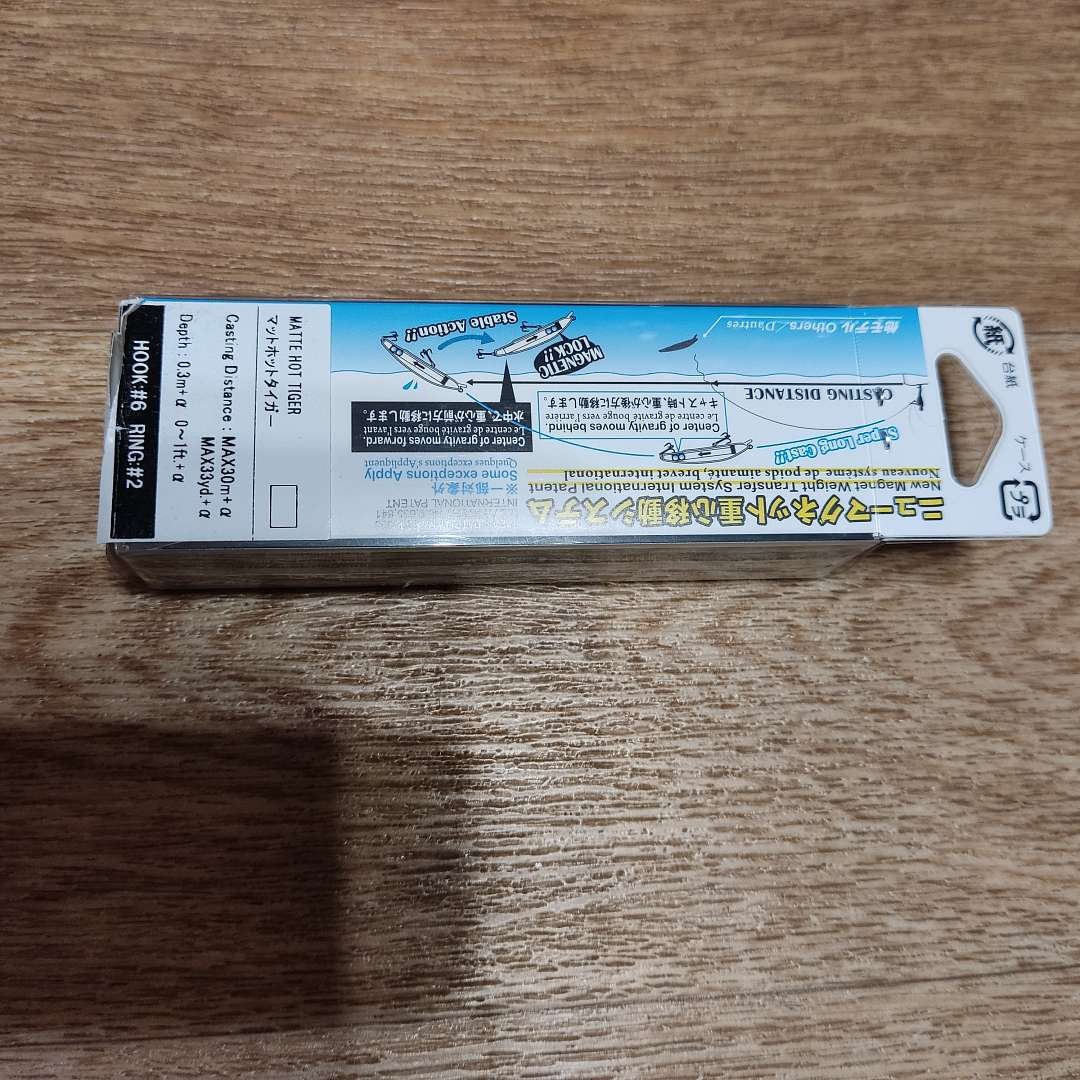 MATTE HOT TIGER
マットホットタイガー
Casting Distance : MAX30m+α
MAX33yd+α
Depth : 0.3m+α 0~1ft+α
HOOK:#6 RING:#2
ニューマグネット重心移動システム
New Magnet Weight Transfer System International Patent
Nouveau système de poids aimanté, brevet international
INTERNATIONAL PATENT
※一部対象外
Some exceptions Apply
Quelques exceptions s'Appliquent
Super Long Cast!!
Center of gravity moves behind.
Le centre de gravité bouge vers l'arrière
キャスト時、重心が後方に移動します。
Center of gravity moves forward.
Le centre de gravité bouge vers l'avant
水中で、重心が前方に移動します。
CASTING DISTANCE
MAGNETIC
LOCK!!
Stable Action!!
他モデル Others/D'autres
紙
台紙
ケース
プラ